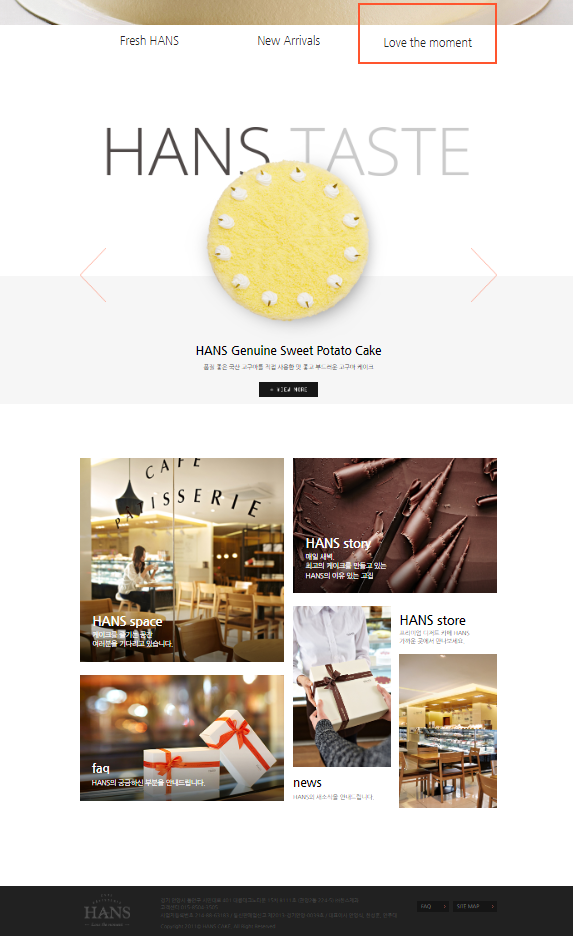 Fresh HANS
New Arrivals
Love the moment
HANS TASTE
HANS Genuine Sweet Potato Cake
품질 좋은 국산 고구마를 직접 사용한 맛 좋고 부드러운 고구마 케이크
VIEW MORE
CAFE
PATISSERIE
HANS space
케이크를 즐기는 공간
여러분을 기다리고 있습니다.
HANS story
매일 새벽,
최고의 케이크를 만들고 있는
HANS의 이유 있는 고집
HANS store
프리미엄 디저트 카페 HANS
가까운 곳에서 만나보세요
faq
HANS의 궁금하신 부분을 안내드립니다.
news
HANS의 새소식을 안내드립니다.
HANS
FAQ
SITE MAP